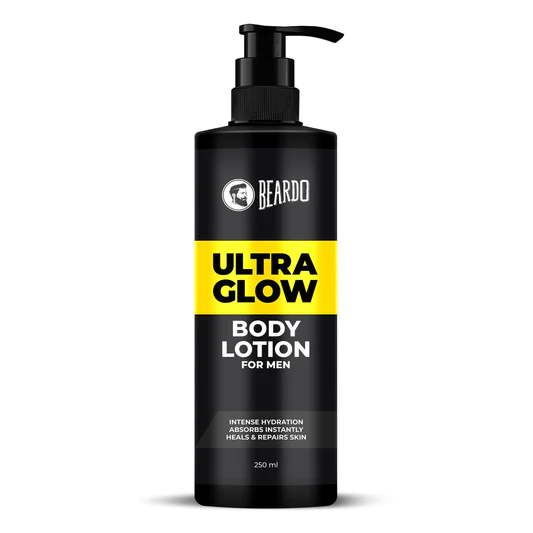 BEARDO
ULTRA
GLOW
BODY
LOTION
FOR MEN
INTENSE HYDRATION
ABSORBS INSTANTLY
HEALS & REPAIRS SKIN
250 ml